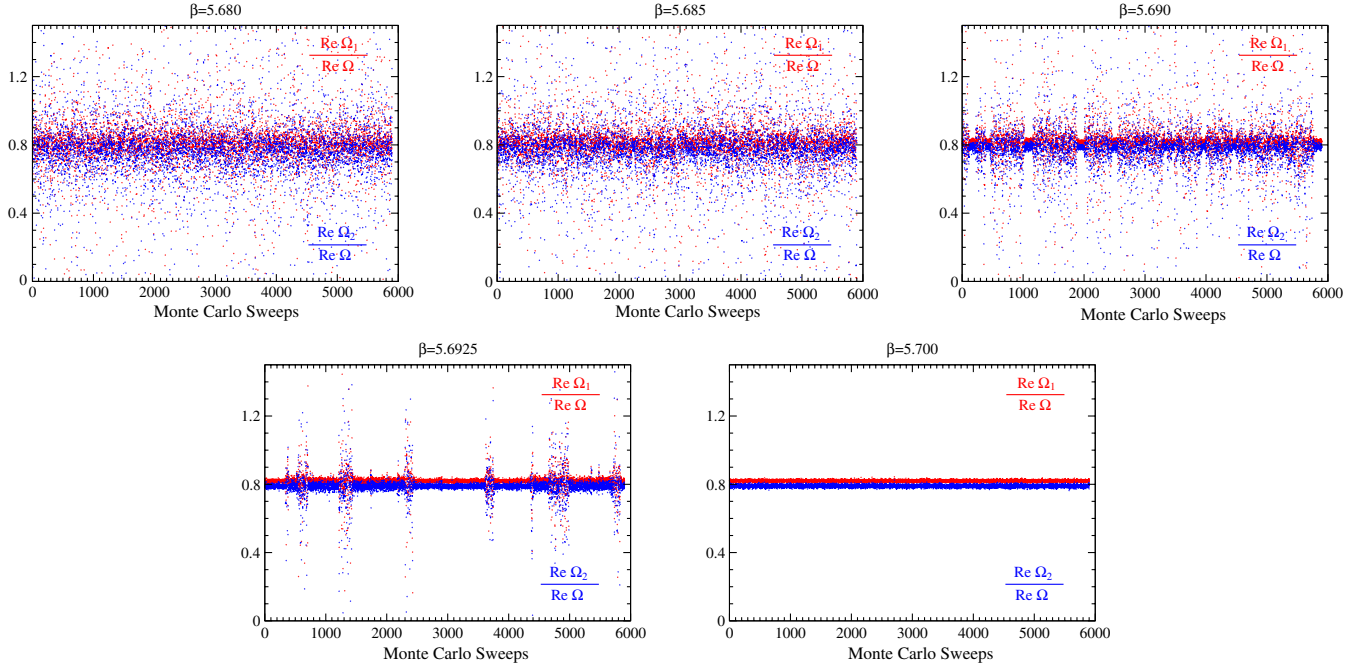 β=5.680
1.2
0.8
0.4
0
Re Ω₁
Re Ω
Re Ω₂
Re Ω
0 1000 2000 3000 4000 5000 6000
Monte Carlo Sweeps
β=5.685
1.2
0.8
0.4
0
Re Ω₁
Re Ω
Re Ω₂
Re Ω
0 1000 2000 3000 4000 5000 6000
Monte Carlo Sweeps
β=5.690
1.2
0.8
0.4
0
Re Ω₁
Re Ω
Re Ω₂
Re Ω
0 1000 2000 3000 4000 5000 6000
Monte Carlo Sweeps
β=5.6925
1.2
0.8
0.4
0
Re Ω₁
Re Ω
Re Ω₂
Re Ω
0 1000 2000 3000 4000 5000 6000
Monte Carlo Sweeps
β=5.700
1.2
0.8
0.4
0
Re Ω₁
Re Ω
Re Ω₂
Re Ω
0 1000 2000 3000 4000 5000 6000
Monte Carlo Sweeps